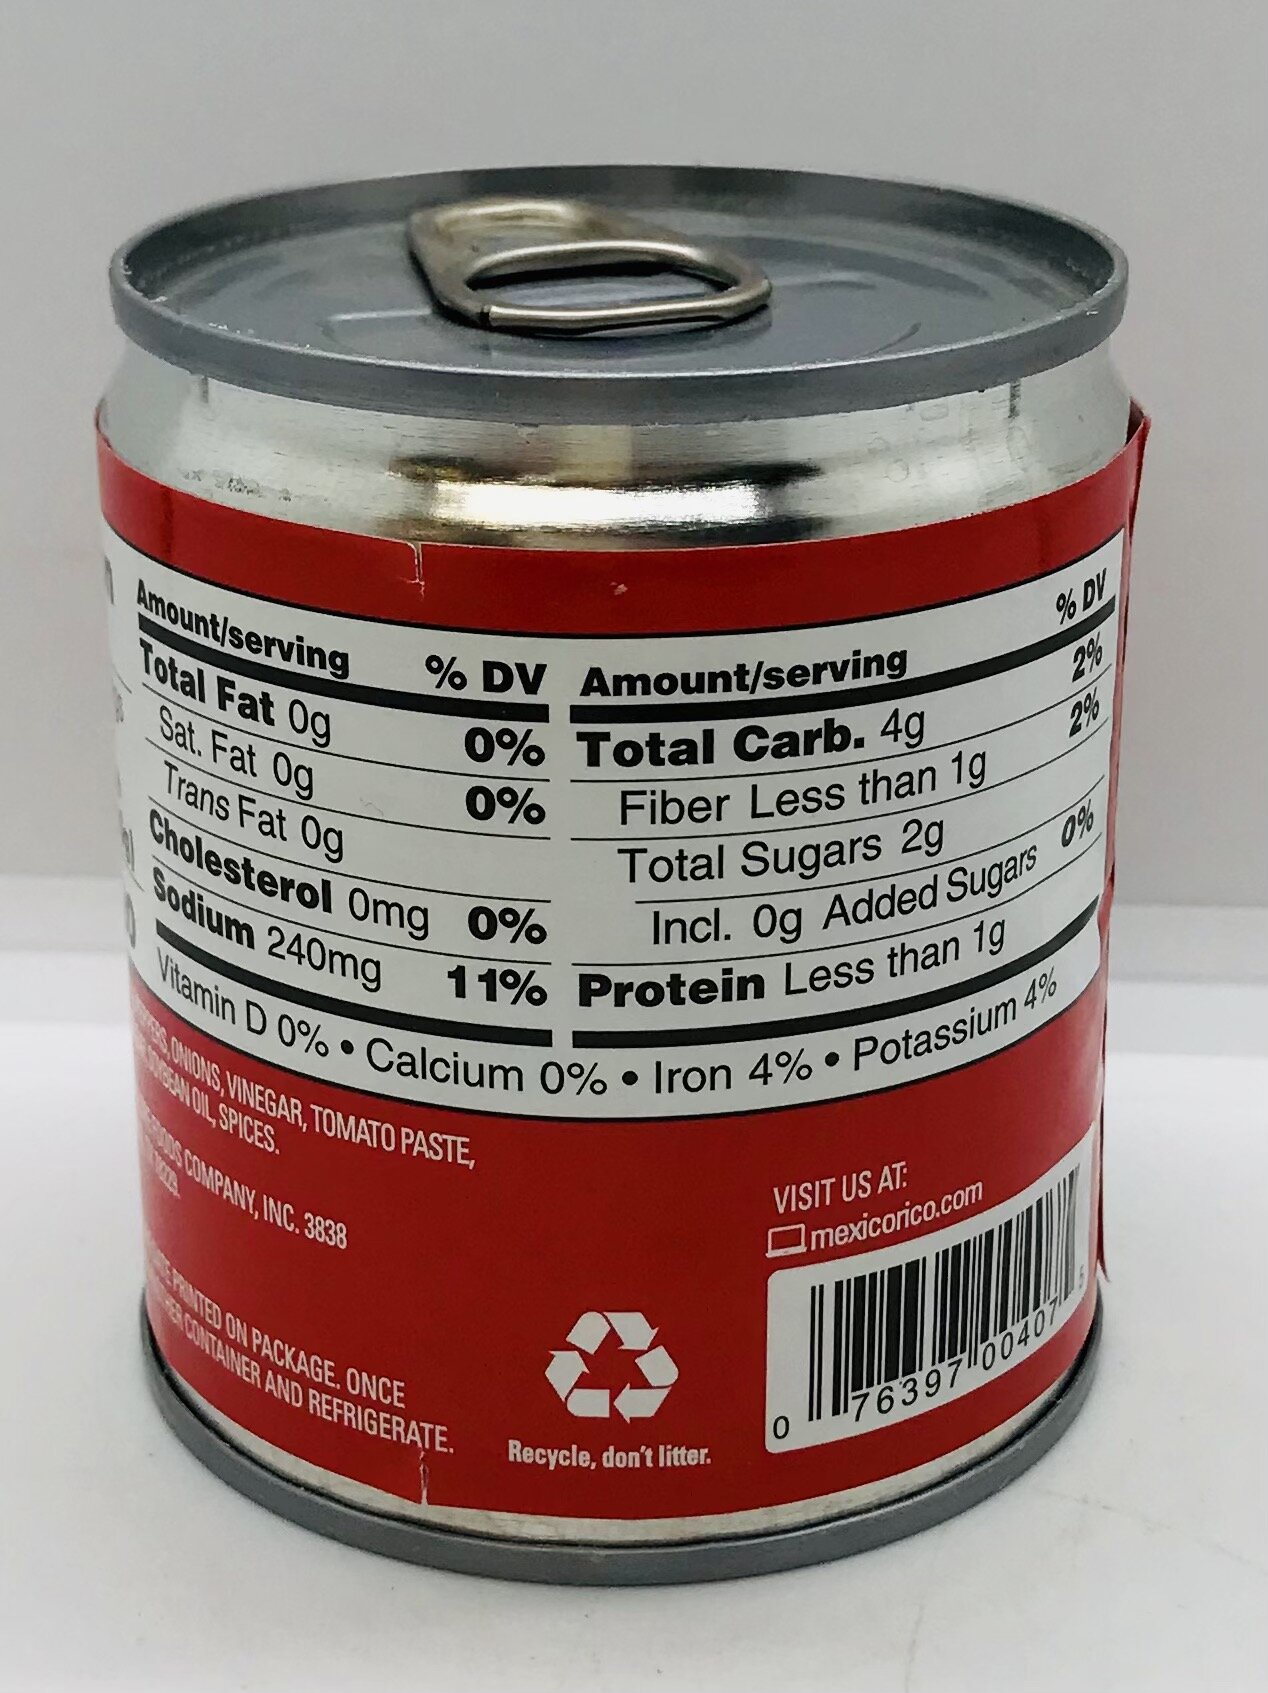 Amount/serving % DV
Total Fat 0g 0%
Sat. Fat 0g 0%
Trans Fat 0g
Cholesterol 0mg 0%
Sodium 240mg 11%
Amount/serving % DV
Total Carb. 4g 2%
Fiber Less than 1g 2%
Total Sugars 2g
Incl. 0g Added Sugars 0%
Protein Less than 1g
Vitamin D 0% • Calcium 0% • Iron 4% • Potassium 4%
ONIONS, VINEGAR, TOMATO PASTE,
SOYBEAN OIL, SPICES.
FOODS COMPANY, INC. 3838
78229.
PRINTED ON PACKAGE. ONCE
CONTAINER AND REFRIGERATE.
Recycle, don't litter.
VISIT US AT:
mexicorico.com
0 76397 00407 5